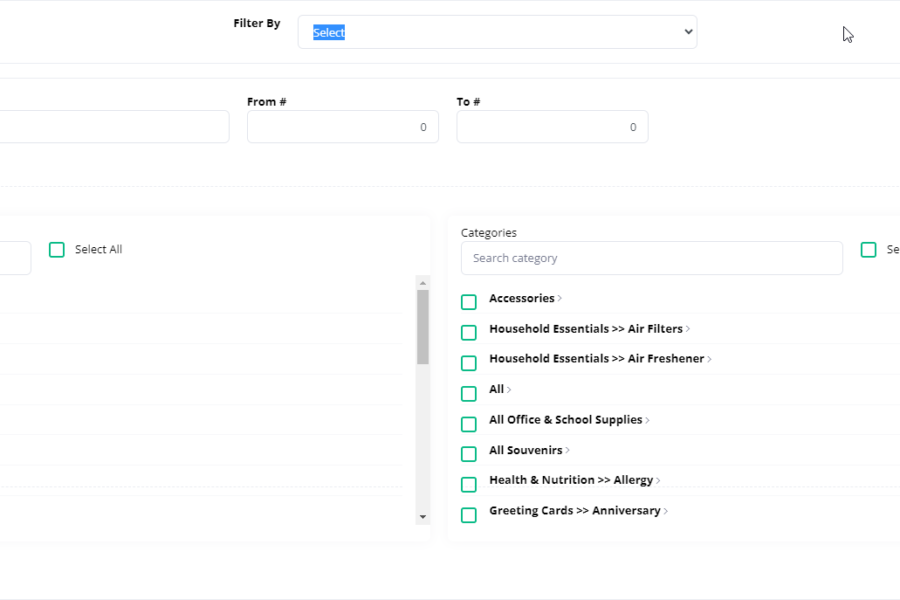 Filter By
Select
From #
To #
0
0
Select All
Categories
Search category
Se
Accessories >
Household Essentials >> Air Filters >
Household Essentials >> Air Freshener >
All >
All Office & School Supplies >
All Souvenirs >
Health & Nutrition >> Allergy >
Greeting Cards >> Anniversary >